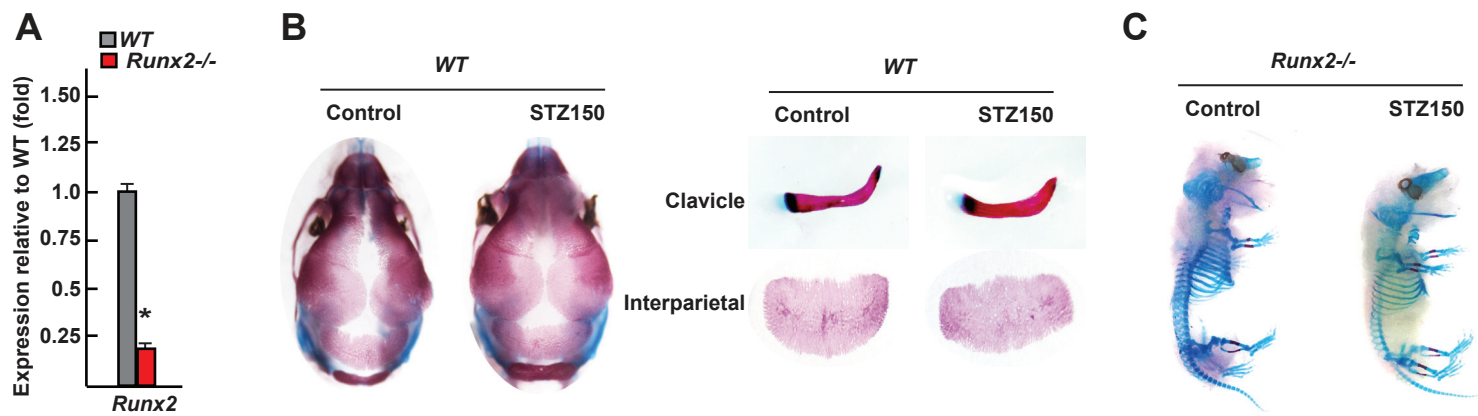 A
WT
Runx2-/-
Expression relative to WT (fold)
1.50
1.25
1.0
0.75
0.5
0.25
*
Runx2
B
WT
Control
STZ150
WT
Control
STZ150
Clavicle
Interparietal
C
Runx2-/-
Control
STZ150